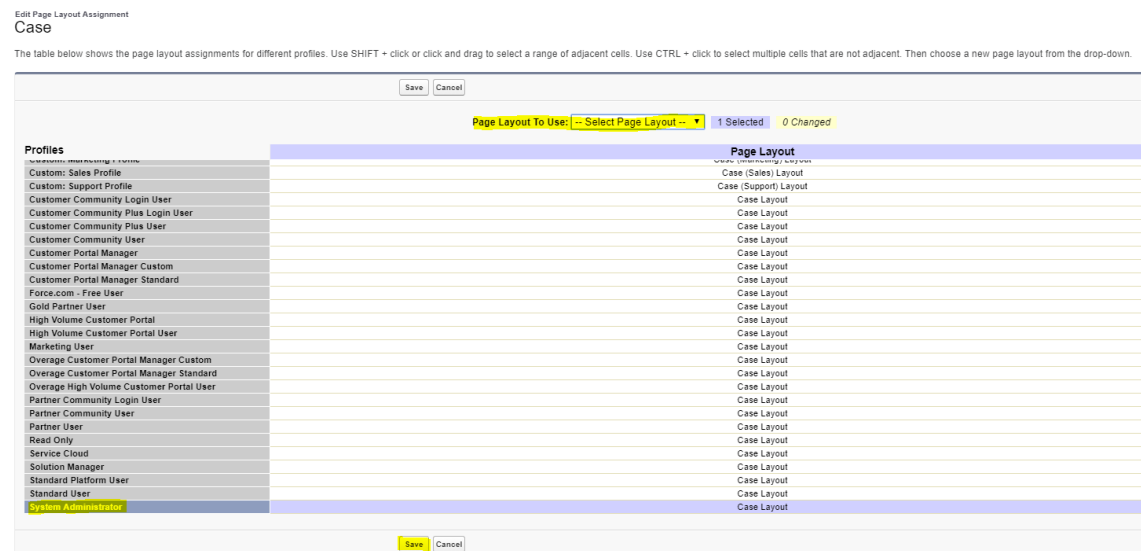 Edit Page Layout Assignment
Case
The table below shows the page layout assignments for different profiles. Use SHIFT + click or click and drag to select a range of adjacent cells. Use CTRL + click to select multiple cells that are not adjacent. Then choose a new page layout from the drop-down.
Save Cancel
Page Layout To Use: -- Select Page Layout -- 1 Selected 0 Changed
Profiles Page Layout
Custom: Marketing Profile Case (Marketing) Layout
Custom: Sales Profile Case (Sales) Layout
Custom: Support Profile Case (Support) Layout
Customer Community Login User Case Layout
Customer Community Plus Login User Case Layout
Customer Community Plus User Case Layout
Customer Community User Case Layout
Customer Portal Manager Case Layout
Customer Portal Manager Custom Case Layout
Customer Portal Manager Standard Case Layout
Force.com - Free User Case Layout
Gold Partner User Case Layout
High Volume Customer Portal Case Layout
High Volume Customer Portal User Case Layout
Marketing User Case Layout
Overage Customer Portal Manager Custom Case Layout
Overage Customer Portal Manager Standard Case Layout
Overage High Volume Customer Portal User Case Layout
Partner Community Login User Case Layout
Partner Community User Case Layout
Partner User Case Layout
Read Only Case Layout
Service Cloud Case Layout
Solution Manager Case Layout
Standard Platform User Case Layout
Standard User Case Layout
System Administrator Case Layout
Save Cancel